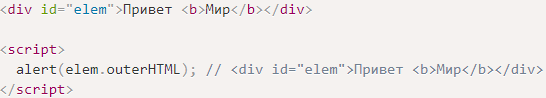 <div id="elem">Привет <b>Мир</b></div>
<script>
alert(elem.outerHTML); // <div id="elem">Привет <b>Мир</b></div>
</script>